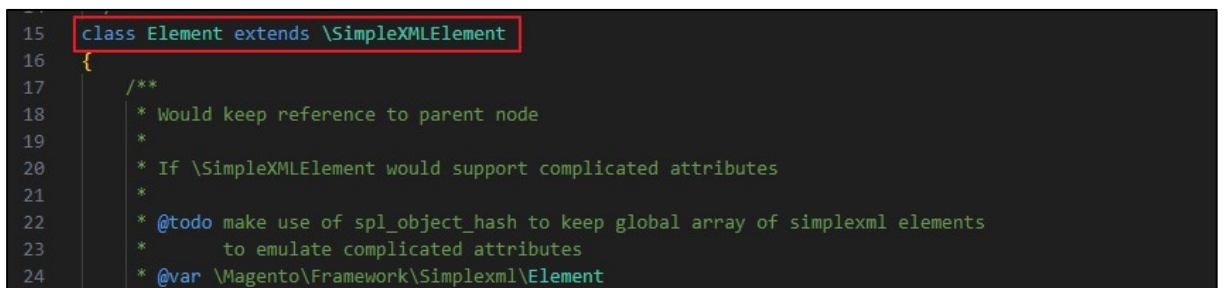 15 class Element extends \SimpleXMLElement
16 {
17 /**
18 * Would keep reference to parent node
19 *
20 * If \SimpleXMLElement would support complicated attributes
21 *
22 * @todo make use of spl_object_hash to keep global array of simplexml elements
23 * to emulate complicated attributes
24 * @var \Magento\Framework\Simplexml\Element